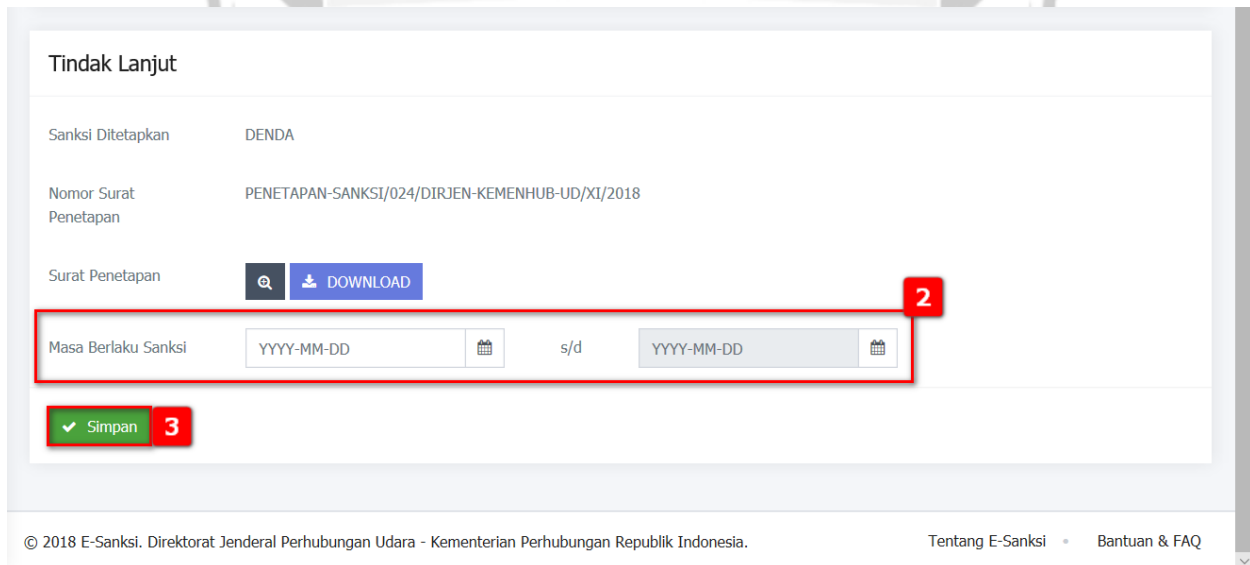 Tindak Lanjut
Sanksi Ditetapkan DENDA
Nomor Surat Penetapan PENETAPAN-SANKSI/024/DIRJEN-KEMENHUB-UD/XI/2018
Surat Penetapan DOWNLOAD
2
Masa Berlaku Sanksi YYYY-MM-DD s/d YYYY-MM-DD
Simpan 3
© 2018 E-Sanksi. Direktorat Jenderal Perhubungan Udara - Kementerian Perhubungan Republik Indonesia. Tentang E-Sanksi • Bantuan & FAQ